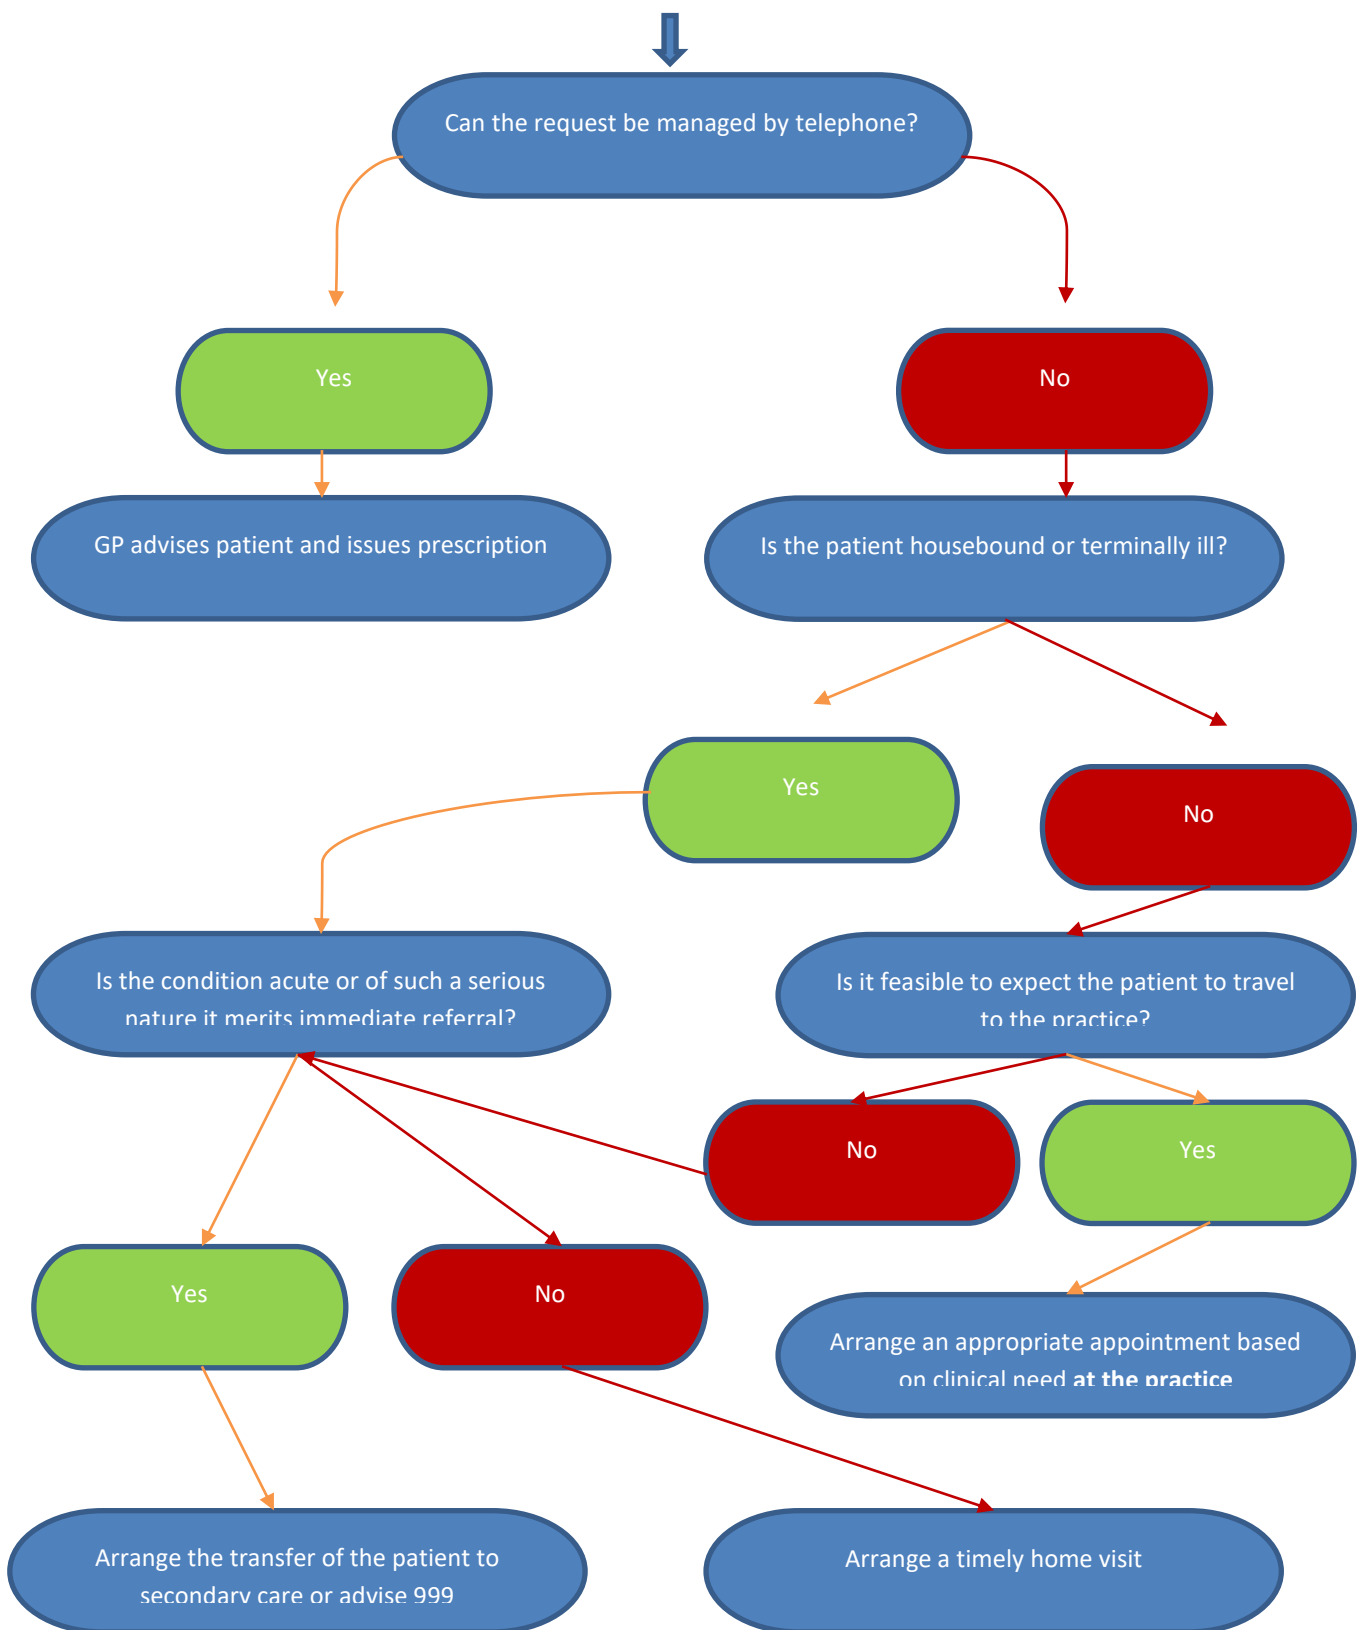 Can the request be managed by telephone?
Yes
No
GP advises patient and issues prescription
Is the patient housebound or terminally ill?
Yes
No
Is the condition acute or of such a serious
nature it merits immediate referral?
Is it feasible to expect the patient to travel
to the practice?
No
Yes
Yes
No
Arrange an appropriate appointment based
on clinical need at the practice
Arrange the transfer of the patient to
secondary care or advise 999
Arrange a timely home visit